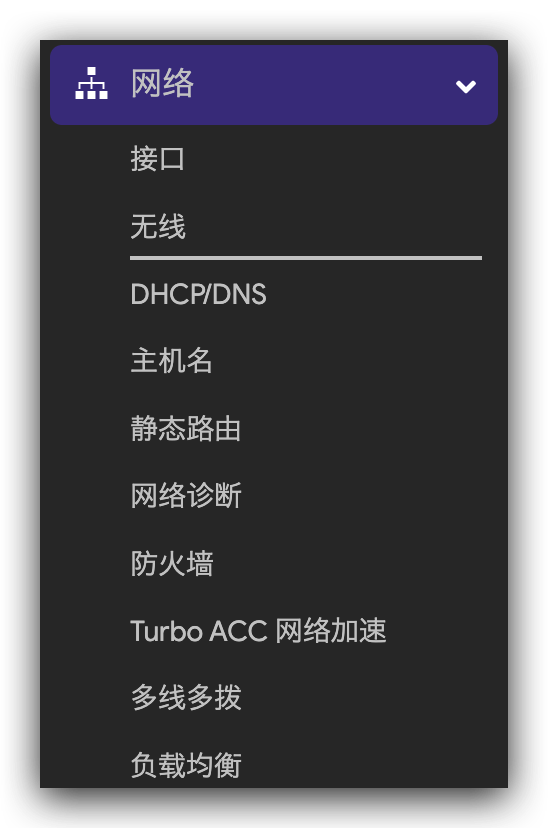 网络
接口
无线
DHCP/DNS
主机名
静态路由
网络诊断
防火墙
Turbo ACC 网络加速
多线多拨
负载均衡